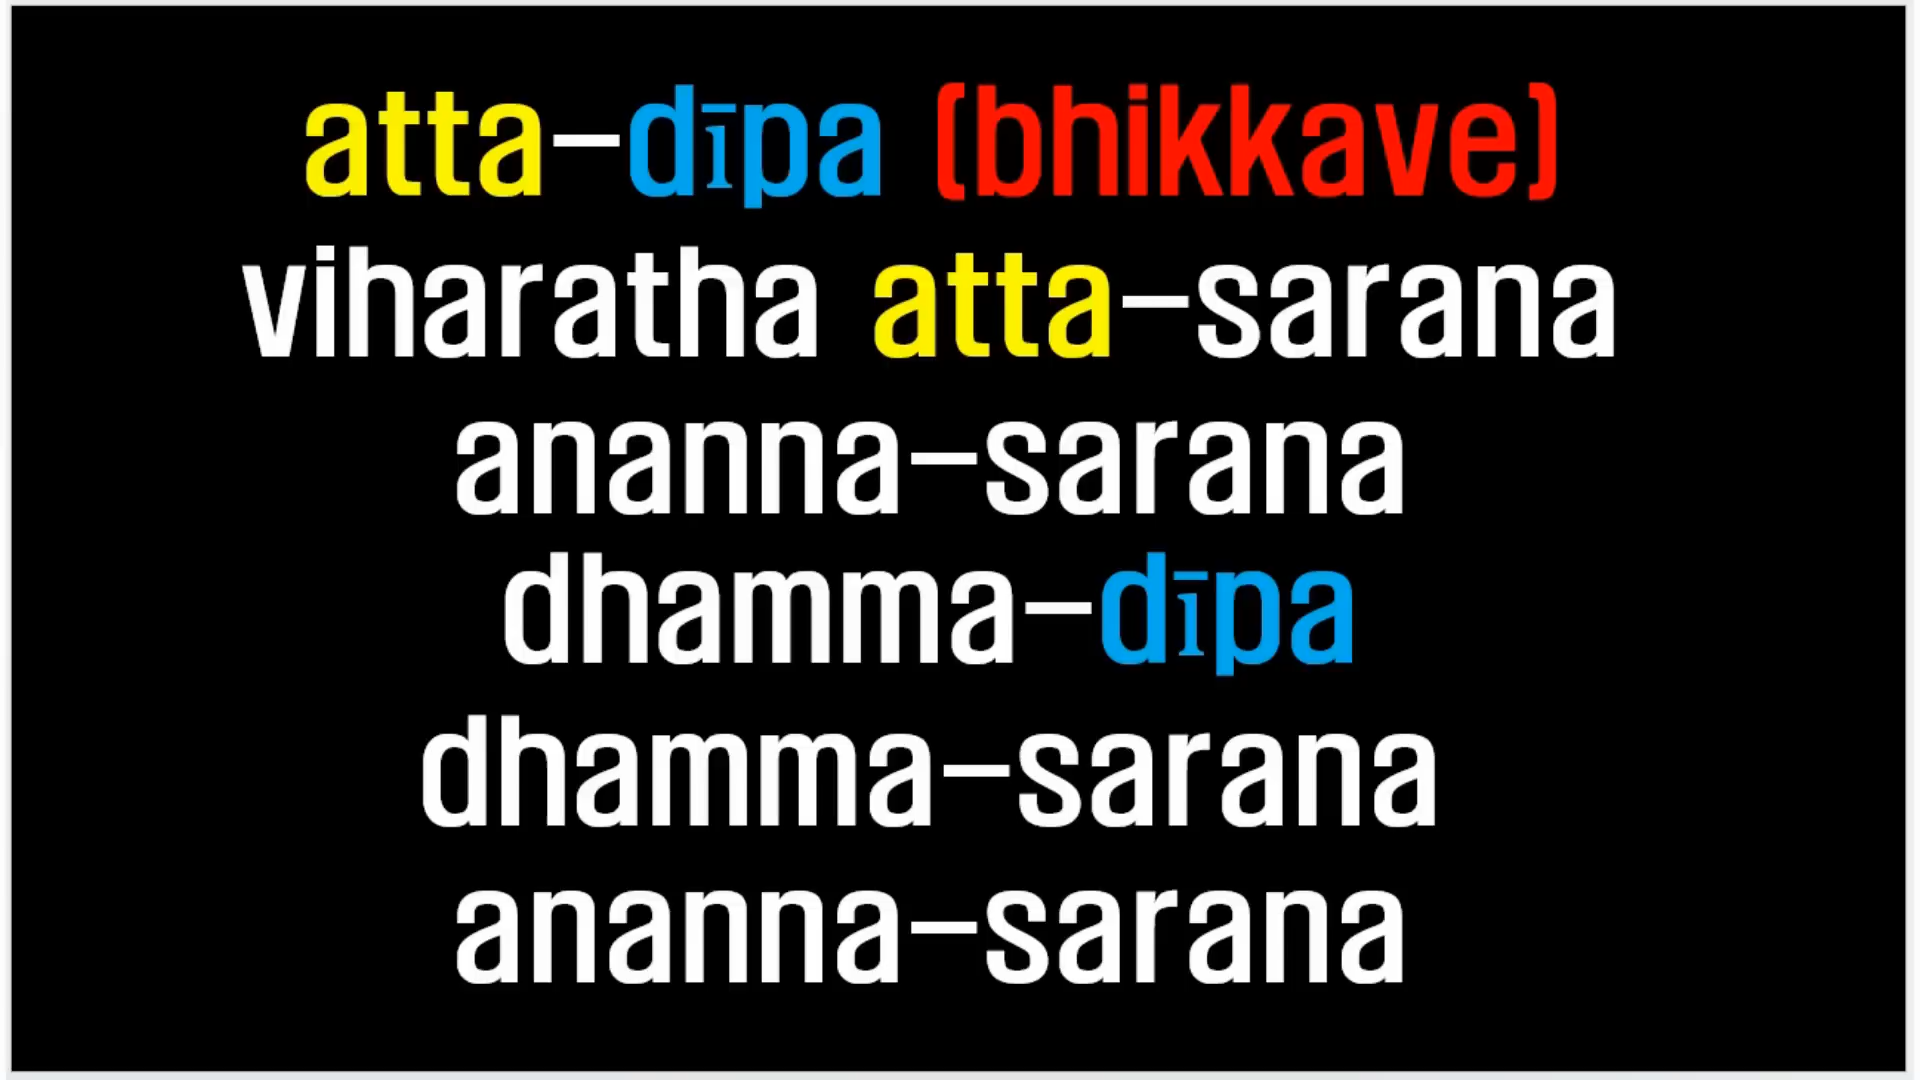 atta-dīpa (bhikkave)
viharatha atta-sarana
ananna-sarana
dhamma-dīpa
dhamma-sarana
ananna-sarana